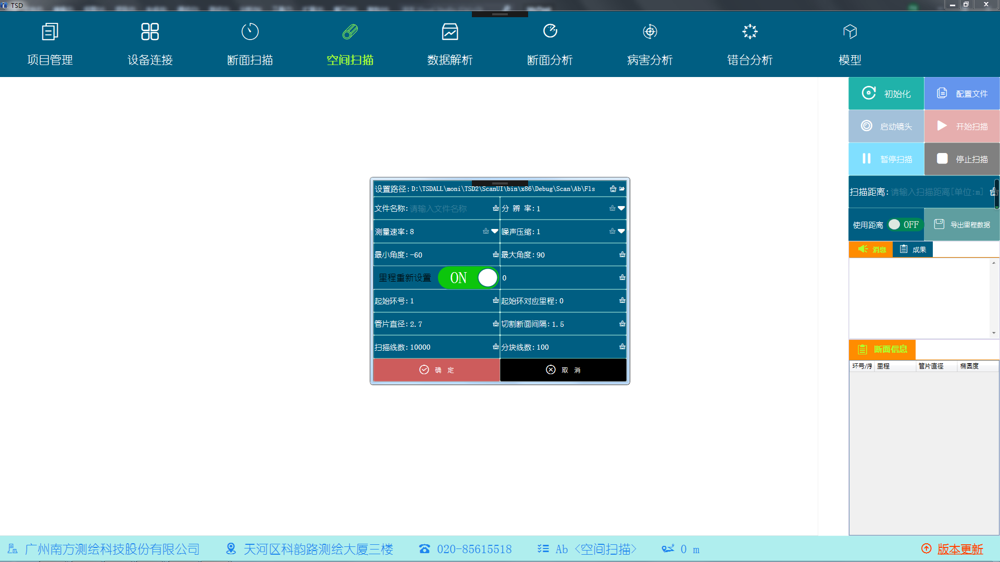 TSD
项目管理 设备连接 断面扫描 空间扫描 数据解析 断面分析 病害分析 错台分析 模型
初始化 配置文件
启动镜头 开始扫描
暂停扫描 停止扫描
扫描距离: 请输入扫描距离[单位:m]
使用距离 OFF 导出里程数据
消息 成果
断面信息
环号/序 里程 管片直径 椭圆度
设置路径: D:\TSDALL\moni\TSD2\ScanUI\bin\x86\Debug\Scan\Ab\Fls
文件名称: 请输入文件名称 分 辨 率: 1
测量速率: 8 噪声压缩: 1
最小角度: -60 最大角度: 90
里程重新设置 ON 0
起始环号: 1 起始环对应里程: 0
管片直径: 2.7 切割断面间隔: 1.5
扫描线数: 10000 分块线数: 100
确 定 取 消
广州南方测绘科技股份有限公司 天河区科韵路测绘大厦三楼 020-85615518 Ab <空间扫描> 0 m 版本更新